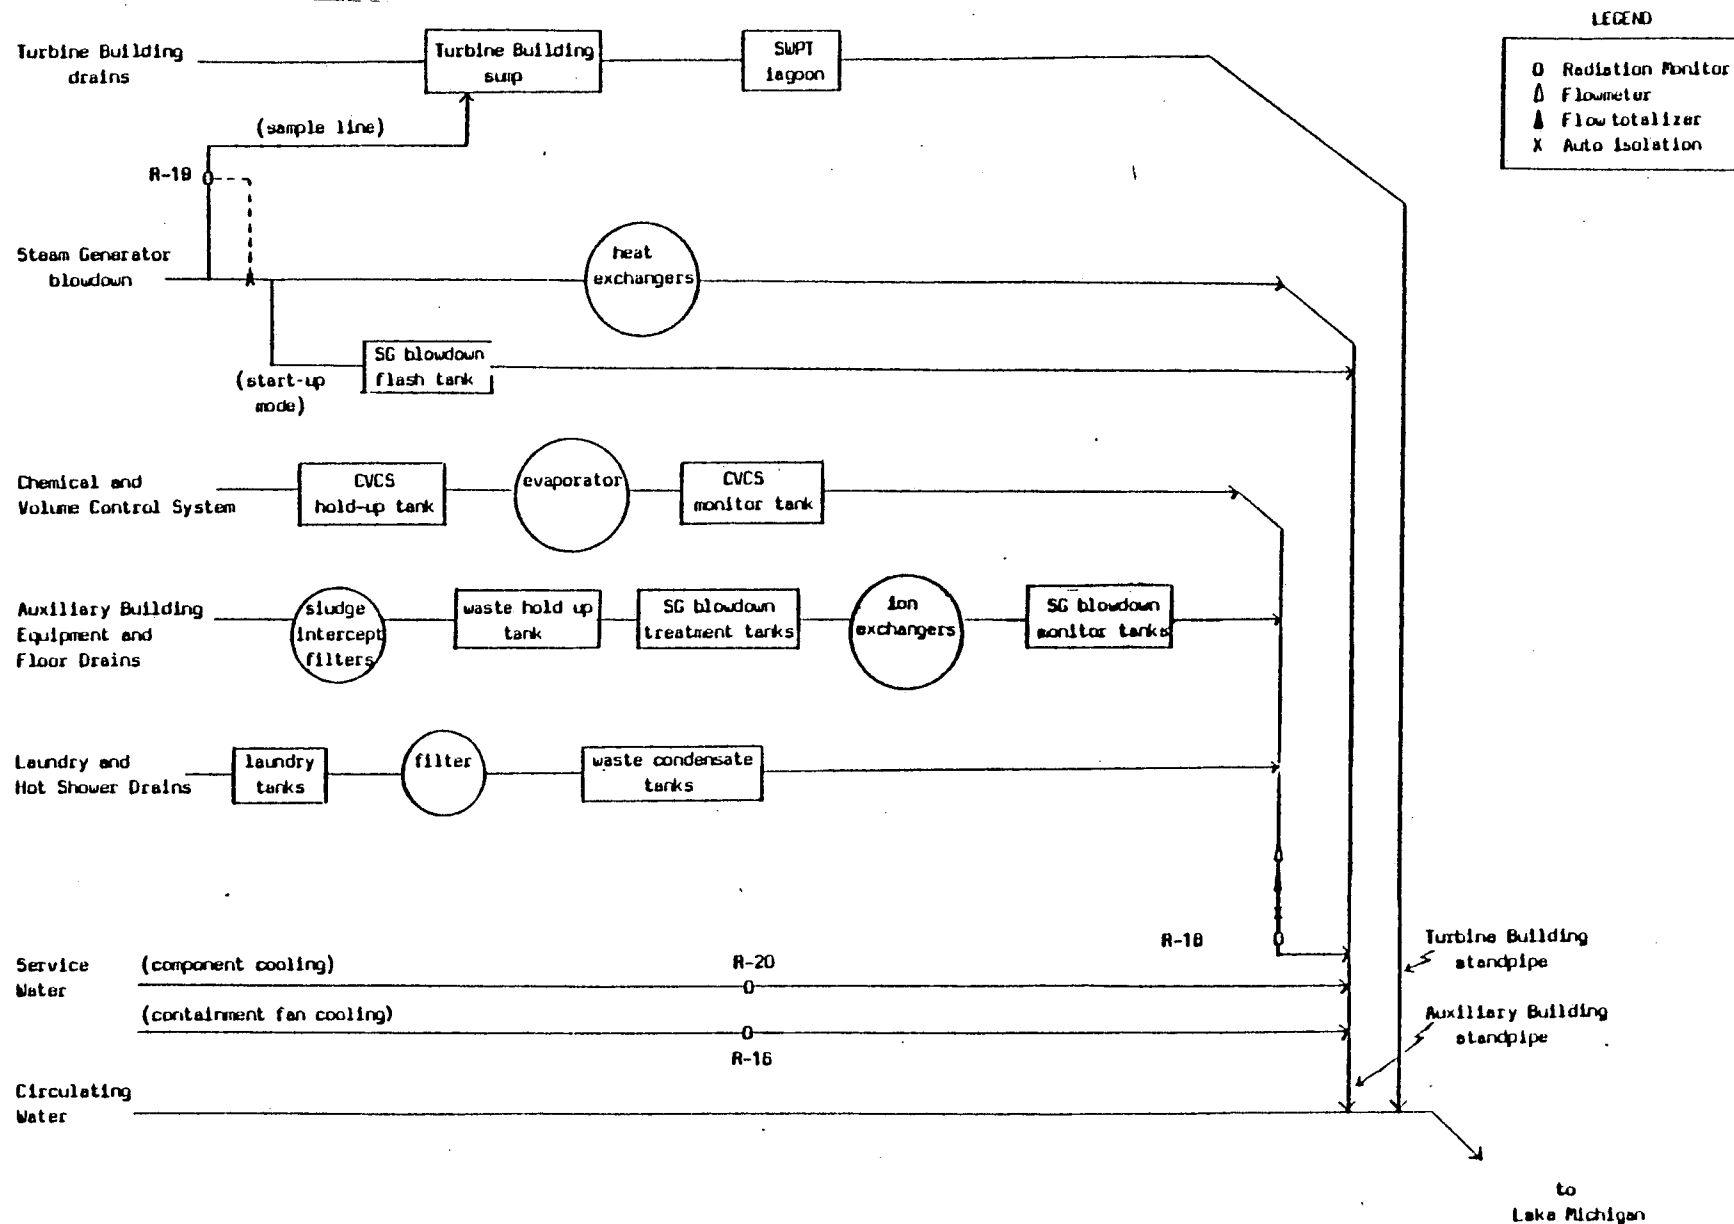 LEGEND
O Radiation Monitor
Δ Flowmeter
▲ Flow totalizer
X Auto isolation
Turbine Building
drains
Turbine Building
sump
SWPT
lagoon
(sample line)
R-19
Steam Generator
blowdown
heat
exchangers
(start-up
mode)
SG blowdown
flash tank
Chemical and
Volume Control System
CVCS
hold-up tank
evaporator
CVCS
monitor tank
Auxiliary Building
Equipment and
Floor Drains
sludge
intercept
filters
waste hold up
tank
SG blowdown
treatment tanks
ion
exchangers
SG blowdown
monitor tanks
Laundry and
Hot Shower Drains
laundry
tanks
filter
waste condensate
tanks
R-18
Turbine Building
standpipe
Service
Water
(component cooling)
R-20
(containment fan cooling)
R-16
Auxiliary Building
standpipe
Circulating
Water
to
Lake Michigan